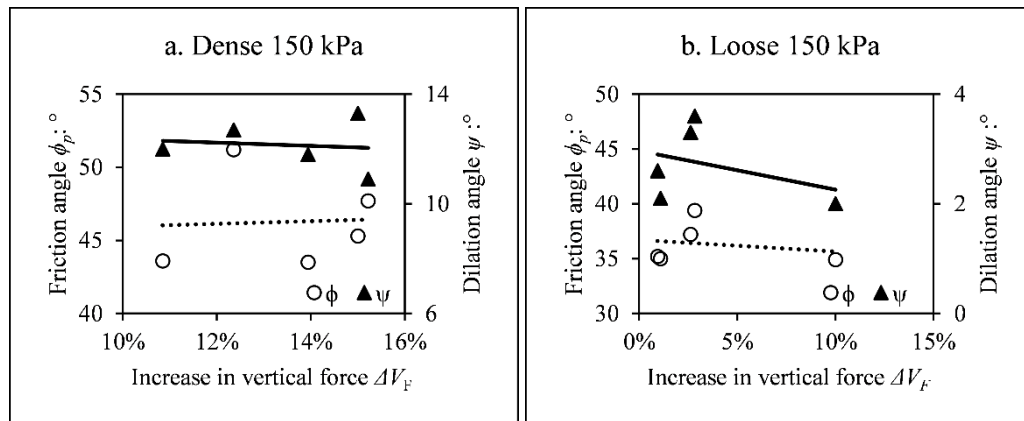 a. Dense 150 kPa
Friction angle ϕp: °
55
50
45
40
14
10
6
Dilation angle ψ :°
10%
12%
14%
16%
ϕ
ψ
Increase in vertical force ΔVF
b. Loose 150 kPa
Friction angle ϕp: °
50
45
40
35
30
4
2
0
Dilation angle ψ :°
0%
5%
10%
15%
ϕ
ψ
Increase in vertical force ΔVF